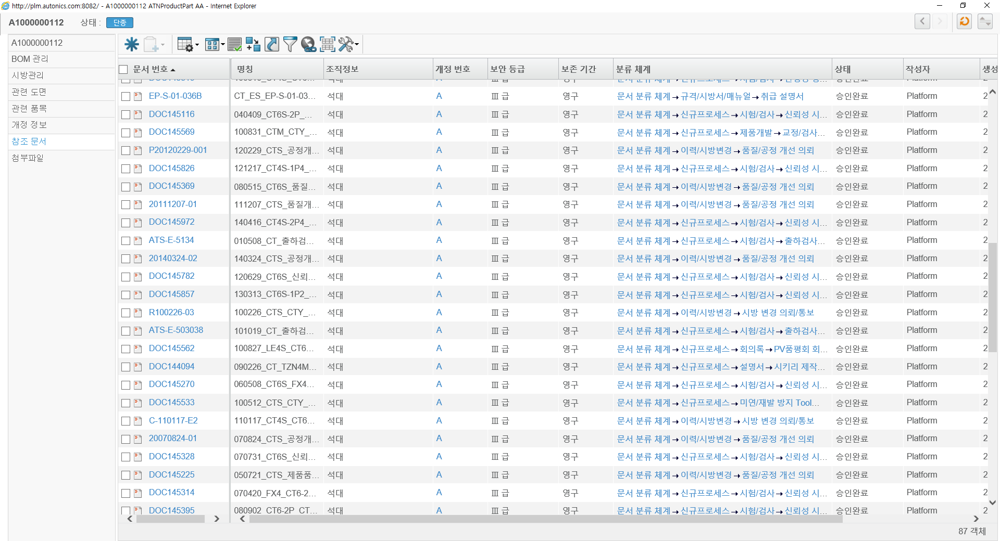 http://plm.autonics.com:8082/ - A1000000112 ATNProductPart AA - Internet Explorer
A1000000112 상태 : 단종
A1000000112
BOM 관리
시방관리
관련 도면
관련 품목
개정 정보
참조 문서
첨부파일
문서 번호 명칭 조직정보 개정 번호 보안 등급 보존 기간 분류 체계 상태 작성자 생성
EP-S-01-036B CT_ES_EP-S-01-03... 석대 A Ⅲ 급 영구 문서 분류 체계→규격/시방서/매뉴얼→취급 설명서 승인완료 Platform 2
DOC145116 040409_CT6S-2P_... 석대 A Ⅲ 급 영구 문서 분류 체계→신규프로세스→시험/검사→신뢰성 시... 승인완료 Platform 2
DOC145569 100831_CTM_CTY_... 석대 A Ⅲ 급 영구 문서 분류 체계→신규프로세스→제품개발→교정/검사... 승인완료 Platform 2
P20120229-001 120229_CTS_공정개... 석대 A Ⅲ 급 영구 문서 분류 체계→이력/시방변경→품질/공정 개선 의뢰 승인완료 Platform 2
DOC145826 121217_CT4S-1P4_... 석대 A Ⅲ 급 영구 문서 분류 체계→신규프로세스→시험/검사→신뢰성 시... 승인완료 Platform 2
DOC145369 080515_CT6S_품질... 석대 A Ⅲ 급 영구 문서 분류 체계→이력/시방변경→품질/공정 개선 의뢰 승인완료 Platform 2
20111207-01 111207_CTS_품질개... 석대 A Ⅲ 급 영구 문서 분류 체계→이력/시방변경→품질/공정 개선 의뢰 승인완료 Platform 2
DOC145972 140416_CT4S-2P4_... 석대 A Ⅲ 급 영구 문서 분류 체계→신규프로세스→시험/검사→신뢰성 시... 승인완료 Platform 2
ATS-E-5134 010508_CT_출하검... 석대 A Ⅲ 급 영구 문서 분류 체계→신규프로세스→시험/검사→출하검사... 승인완료 Platform 2
20140324-02 140324_CTS_공정개... 석대 A Ⅲ 급 영구 문서 분류 체계→이력/시방변경→품질/공정 개선 의뢰 승인완료 Platform 2
DOC145782 120629_CT6S_신뢰... 석대 A Ⅲ 급 영구 문서 분류 체계→신규프로세스→시험/검사→신뢰성 시... 승인완료 Platform 2
DOC145857 130313_CT6S-1P2_... 석대 A Ⅲ 급 영구 문서 분류 체계→신규프로세스→시험/검사→신뢰성 시... 승인완료 Platform 2
R100226-03 100226_CTS_CTY_... 석대 A Ⅲ 급 영구 문서 분류 체계→이력/시방변경→시방 변경 의뢰/통보 승인완료 Platform 2
ATS-E-503038 101019_CT_출하검... 석대 A Ⅲ 급 영구 문서 분류 체계→신규프로세스→시험/검사→출하검사... 승인완료 Platform 2
DOC145562 100827_LE4S_CT6... 석대 A Ⅲ 급 영구 문서 분류 체계→신규프로세스→회의록→PV품평회 회... 승인완료 Platform 2
DOC144094 090226_CT_TZN4M... 석대 A Ⅲ 급 영구 문서 분류 체계→신규프로세스→설명서→시키리 제작... 승인완료 Platform 2
DOC145270 060508_CT6S_FX4... 석대 A Ⅲ 급 영구 문서 분류 체계→신규프로세스→시험/검사→신뢰성 시... 승인완료 Platform 2
DOC145533 100512_CTS_CTY_... 석대 A Ⅲ 급 영구 문서 분류 체계→신규프로세스→미연/재발 방지 Tool... 승인완료 Platform 2
C-110117-E2 110117_CT4S_CT6... 석대 A Ⅲ 급 영구 문서 분류 체계→이력/시방변경→시방 변경 의뢰/통보 승인완료 Platform 2
20070824-01 070824_CTS_공정개... 석대 A Ⅲ 급 영구 문서 분류 체계→이력/시방변경→품질/공정 개선 의뢰 승인완료 Platform 2
DOC145328 070731_CT6S_신뢰... 석대 A Ⅲ 급 영구 문서 분류 체계→신규프로세스→시험/검사→신뢰성 시... 승인완료 Platform 2
DOC145225 050721_CTS_제품품... 석대 A Ⅲ 급 영구 문서 분류 체계→이력/시방변경→품질/공정 개선 의뢰 승인완료 Platform 2
DOC145314 070420_FX4_CT6-2... 석대 A Ⅲ 급 영구 문서 분류 체계→신규프로세스→시험/검사→신뢰성 시... 승인완료 Platform 2
DOC145395 080902_CT6-2P_CT... 석대 A Ⅲ 급 영구 문서 분류 체계→신규프로세스→시험/검사→신뢰성 시... 승인완료 Platform 2
87 객체